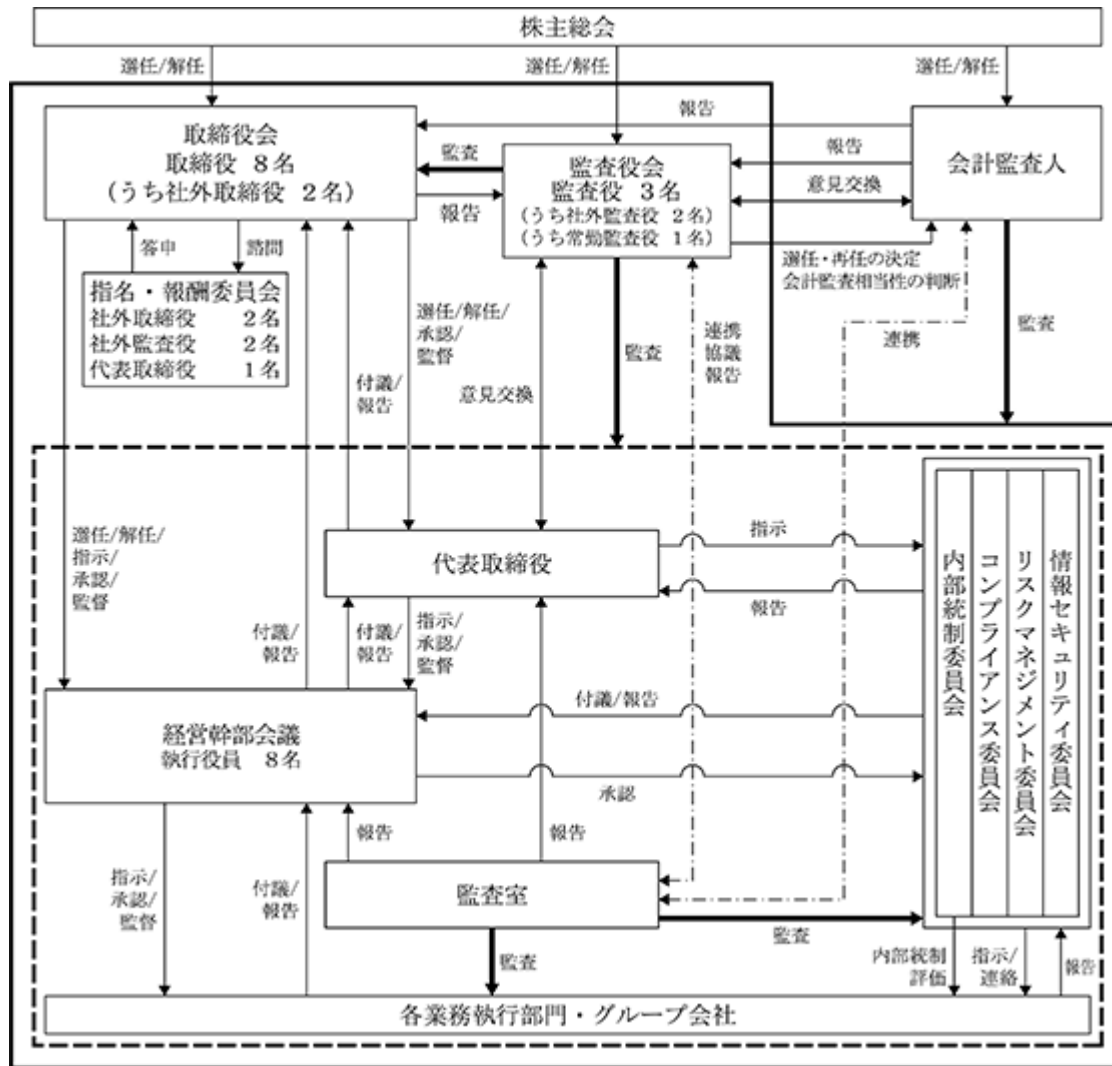 株主総会
選任/解任
選任/解任
選任/解任
取締役会
取締役 8名
（うち社外取締役 2名）
監査
報告
監査役会
監査役 3名
（うち社外監査役 2名）
（うち常勤監査役 1名）
報告
報告
意見交換
会計監査人
選任・再任の決定
会計監査相当性の判断
答申
諮問
指名・報酬委員会
社外取締役 2名
社外監査役 2名
代表取締役 1名
選任/解任/
承認/
監督
付議/
報告
意見交換
監査
連携
協議
報告
連携
監査
選任/解任/
指示/
承認/
監督
代表取締役
指示
報告
付議/
報告
付議/
報告
指示/
承認/
監督
内部統制委員会
コンプライアンス委員会
リスクマネジメント委員会
情報セキュリティ委員会
経営幹部会議
執行役員 8名
付議/報告
承認
報告
報告
監査室
指示/
承認/
監督
付議/
報告
監査
監査
内部統制
評価
指示/
連絡
報告
各業務執行部門・グループ会社